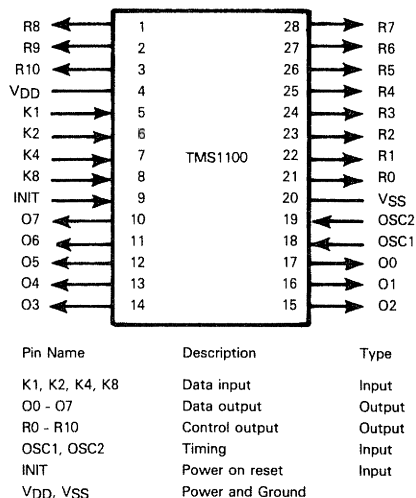 R8 1 28 R7
R9 2 27 R6
R10 3 26 R5
VDD 4 25 R4
K1 5 24 R3
K2 6 23 R2
K4 7 TMS1100 22 R1
K8 8 21 R0
INIT 9 20 VSS
O7 10 19 OSC2
O6 11 18 OSC1
O5 12 17 O0
O4 13 16 O1
O3 14 15 O2
Pin Name Description Type
K1, K2, K4, K8 Data input Input
O0 - O7 Data output Output
R0 - R10 Control output Output
OSC1, OSC2 Timing Input
INIT Power on reset Input
VDD, VSS Power and Ground